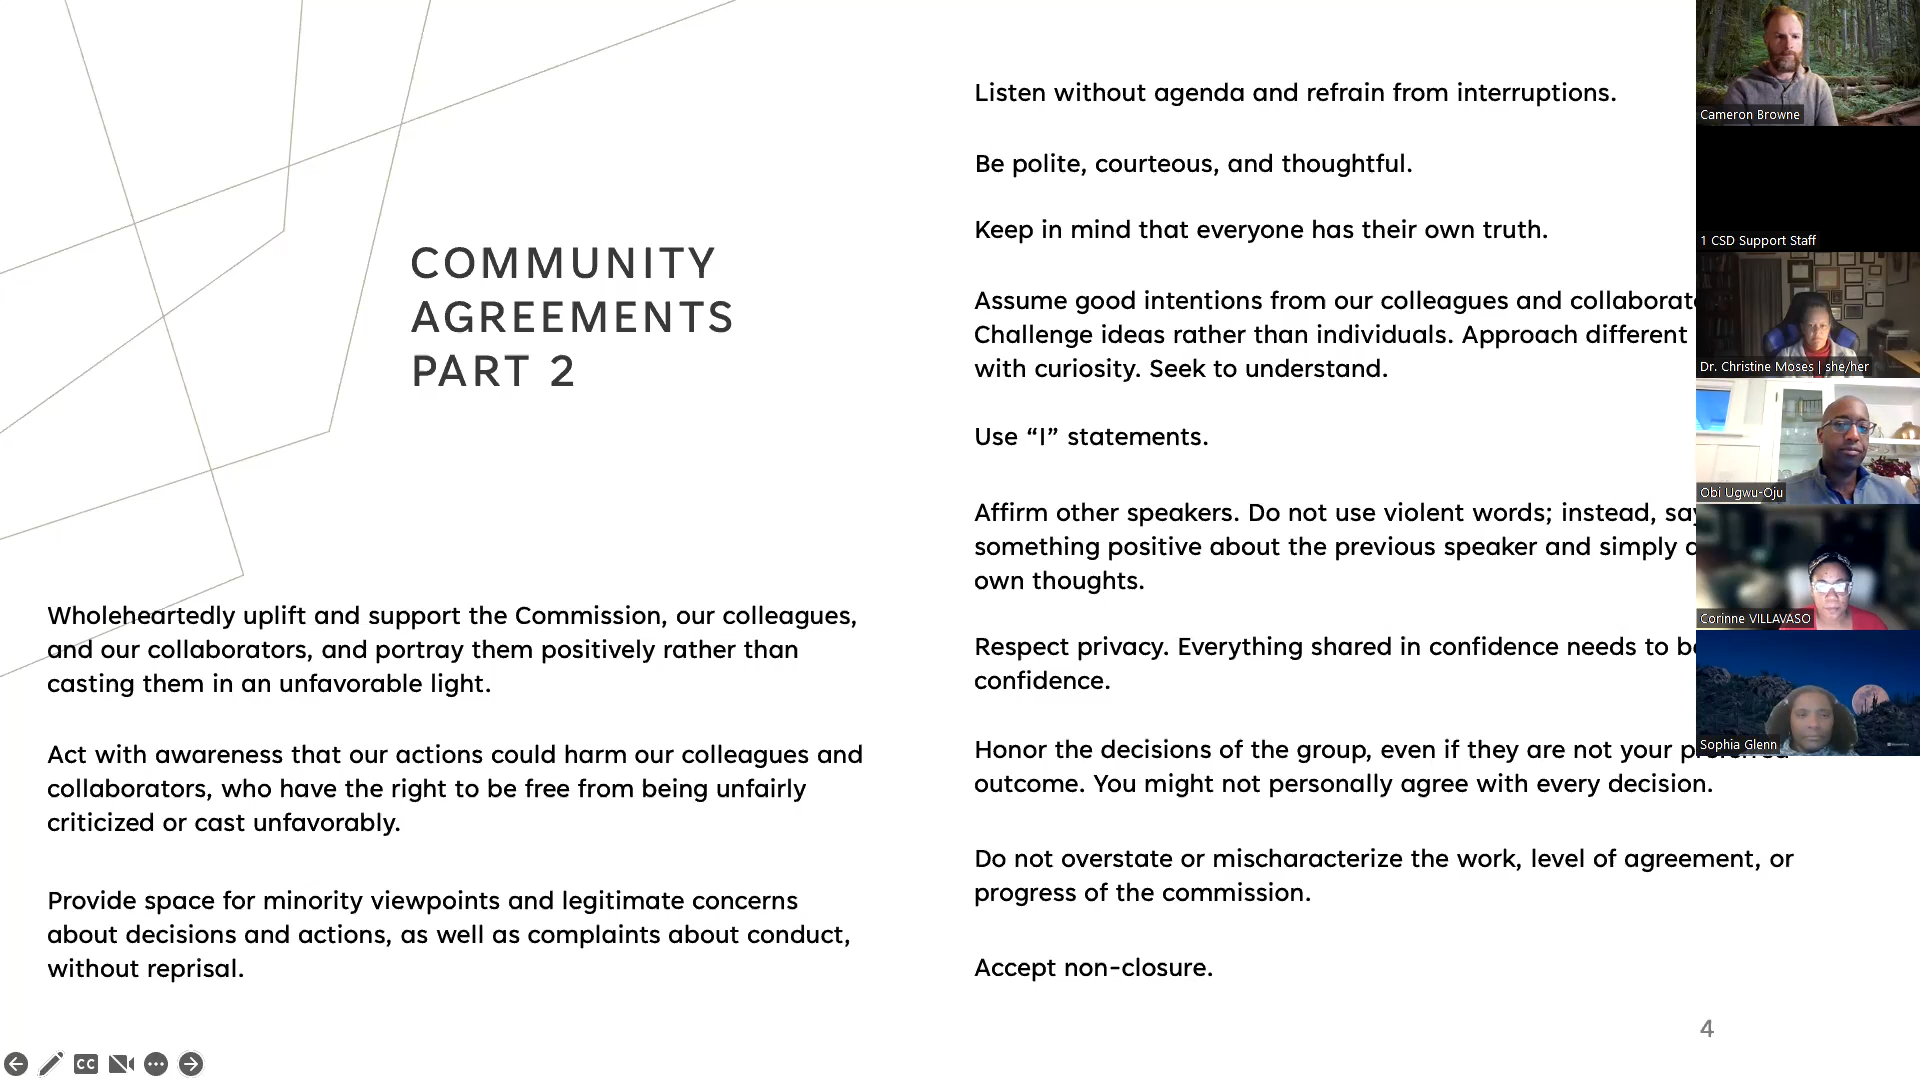 COMMUNITY
AGREEMENTS
PART 2
Wholeheartedly uplift and support the Commission, our colleagues,
and our collaborators, and portray them positively rather than
casting them in an unfavorable light.
Act with awareness that our actions could harm our colleagues and
collaborators, who have the right to be free from being unfairly
criticized or cast unfavorably.
Provide space for minority viewpoints and legitimate concerns
about decisions and actions, as well as complaints about conduct,
without reprisal.
Listen without agenda and refrain from interruptions.
Be polite, courteous, and thoughtful.
Keep in mind that everyone has their own truth.
Assume good intentions from our colleagues and
Challenge ideas rather than individuals. Approach different
with curiosity. Seek to understand.
Use “I” statements.
Affirm other speakers. Do not use violent words; instead,
something positive about the previous speaker and simply
own thoughts.
Respect privacy. Everything shared in confidence needs to
confidence.
Honor the decisions of the group, even if they are not your
outcome. You might not personally agree with every decision.
Do not overstate or mischaracterize the work, level of agreement, or
progress of the commission.
Accept non-closure.
4
CC
Cameron Browne
1 CSD Support Staff
Dr. Christine Moses | she/her
Obi Ugwu-Oju
Corinne VILLAVASO
Sophia Glenn